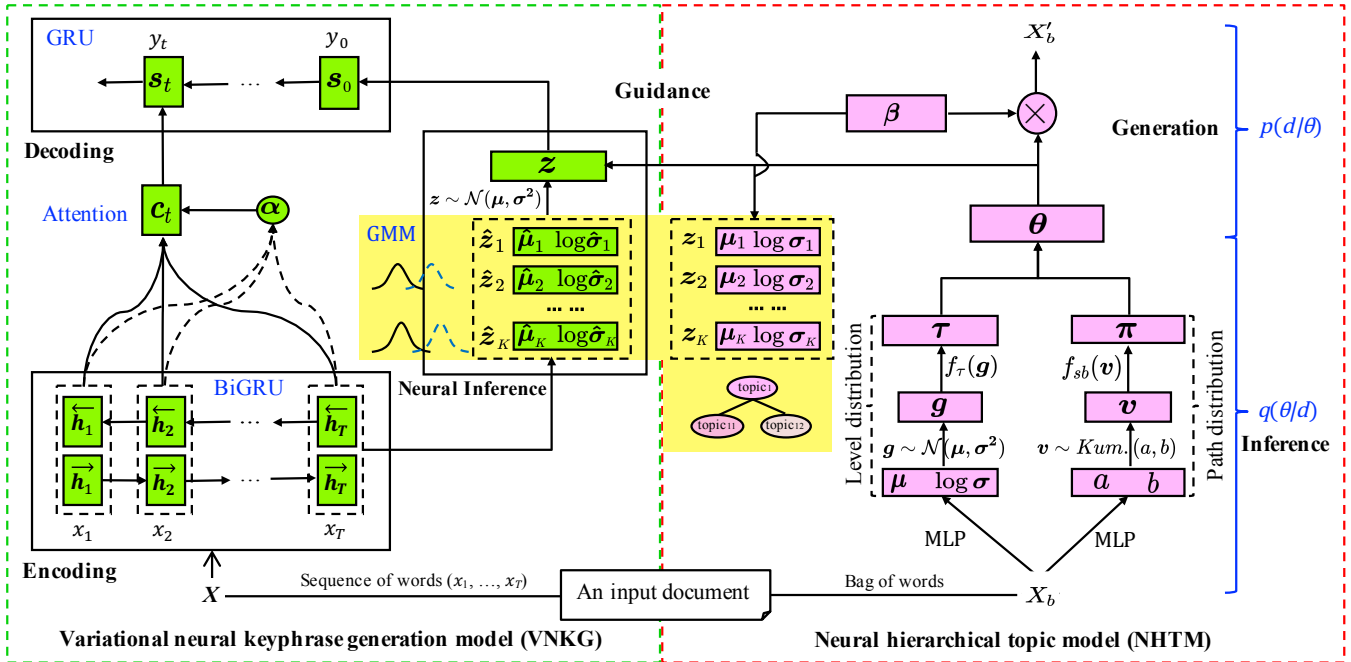 GRU
y_t
y_0
s_t
...
s_0
Decoding
Attention
c_t
α
GMM
z
z ∼ 𝒩(μ, σ²)
ẑ_1 μ̂_1 logσ̂_1
ẑ_2 μ̂_2 logσ̂_2
... ...
ẑ_K μ̂_K logσ̂_K
Neural Inference
BiGRU
←h_1 ←h_2 ... ←h_T
→h_1 →h_2 ... →h_T
x_1 x_2 x_T
Encoding
X
Sequence of words (x_1, …, x_T)
An input document
Bag of words
X_b
Variational neural keyphrase generation model (VNKG)
Guidance
X'_b
β
×
Generation
p(d/θ)
θ
z_1 μ_1 log σ_1
z_2 μ_2 log σ_2
... ...
z_K μ_K log σ_K
topic_1
topic_11 topic_12
Level distribution
τ
f_τ(g)
g
g ∼ 𝒩(μ, σ²)
μ log σ
MLP
π
f_sb(v)
v
v ∼ Kum.(a, b)
a b
MLP
Path distribution
q(θ/d)
Inference
Neural hierarchical topic model (NHTM)